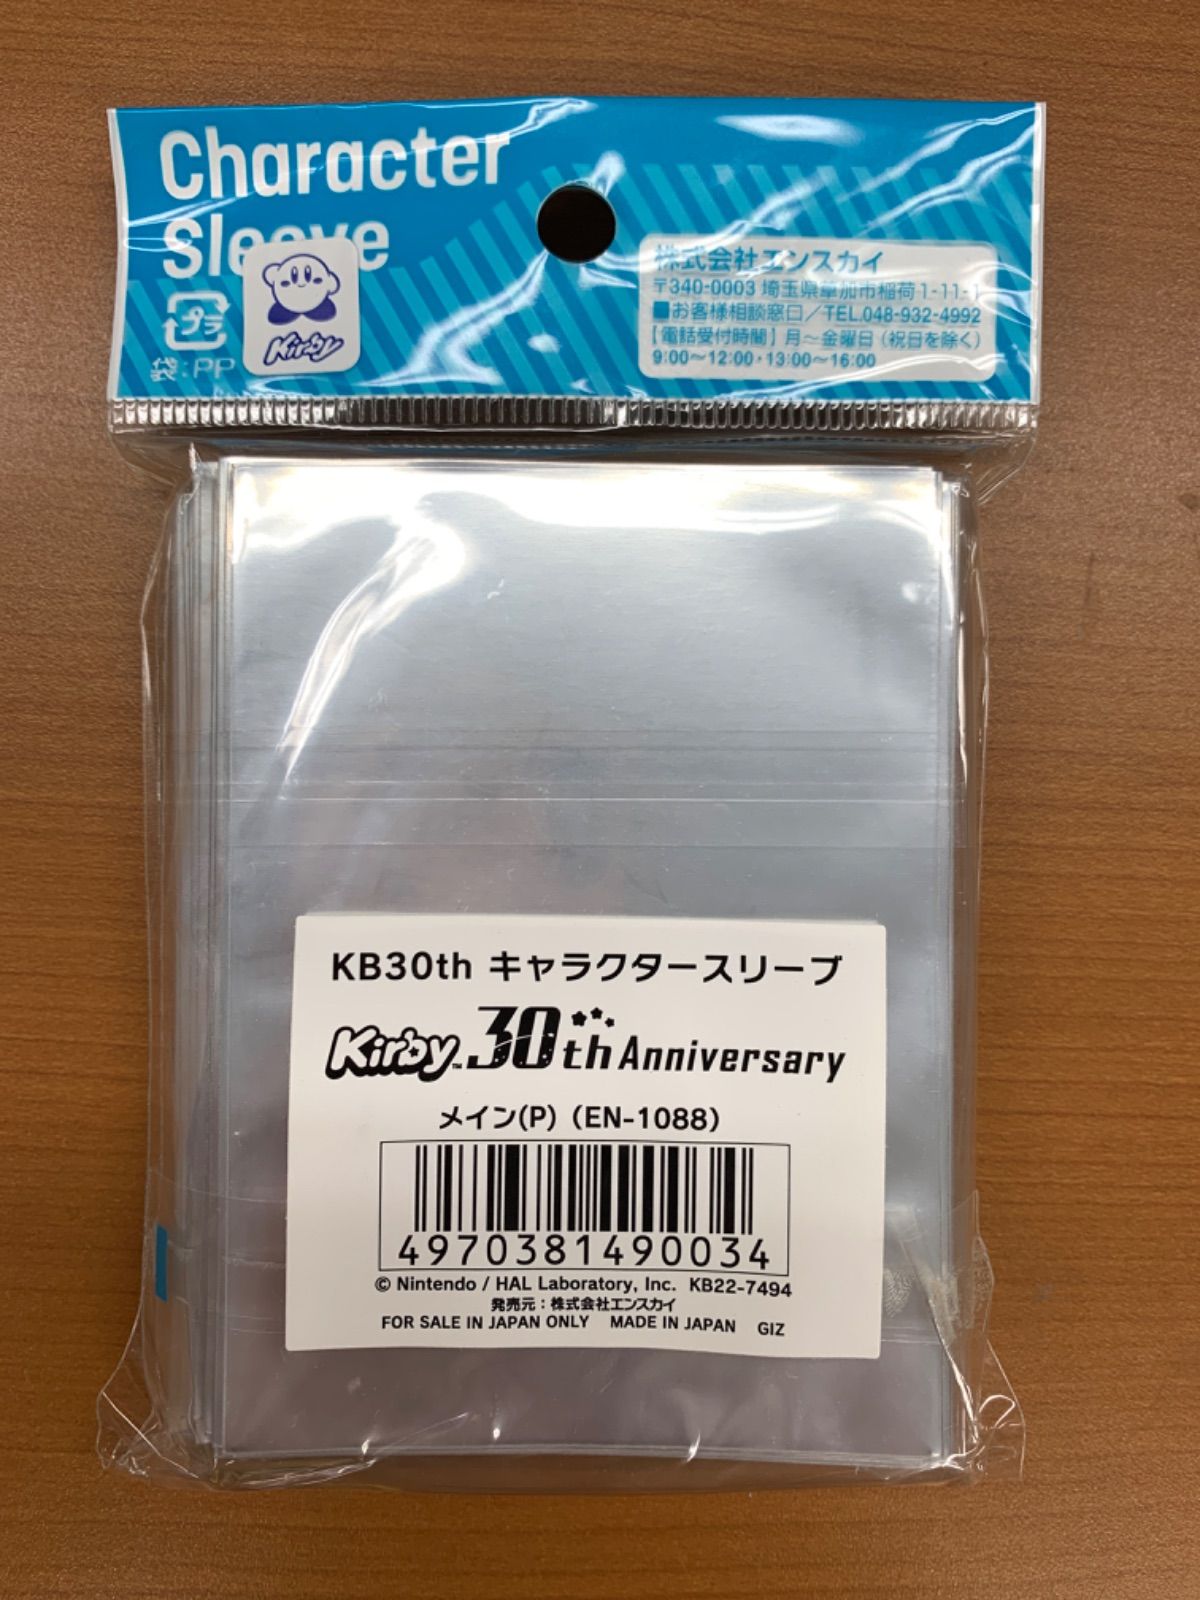 Character
Sleeve
プラ
袋:PP
Kirby
株式会社エンスカイ
〒340-0003 埼玉県草加市稲荷1-11-1
■お客様相談窓口/TEL.048-932-4992
【電話受付時間】月～金曜日(祝日を除く)
9:00～12:00・13:00～16:00
KB30th キャラクタースリーブ
Kirby™ 30th Anniversary
メイン(P)(EN-1088)
4970381490034
© Nintendo / HAL Laboratory, Inc. KB22-7494
発売元:株式会社エンスカイ
FOR SALE IN JAPAN ONLY MADE IN JAPAN GIZ